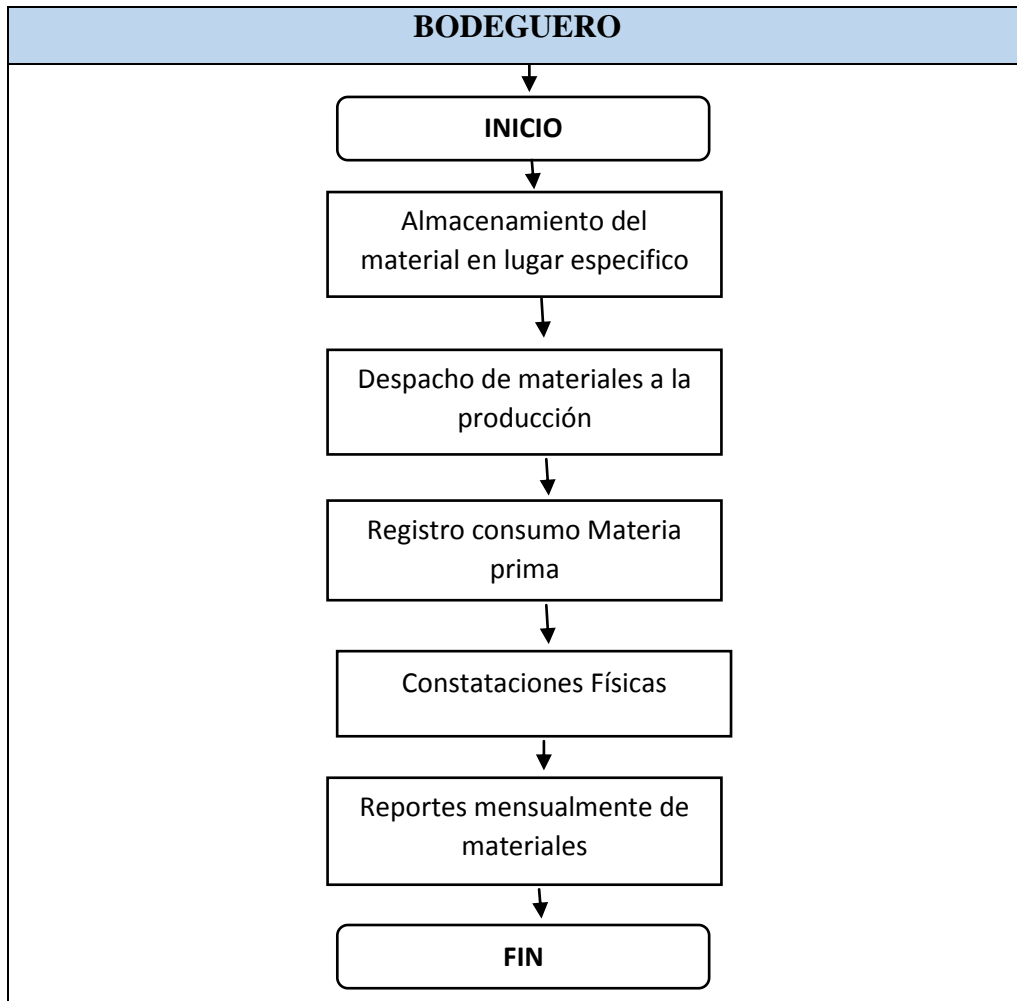 BODEGUERO
INICIO
Almacenamiento del
material en lugar especifico
Despacho de materiales a la
producción
Registro consumo Materia
prima
Constataciones Físicas
Reportes mensualmente de
materiales
FIN